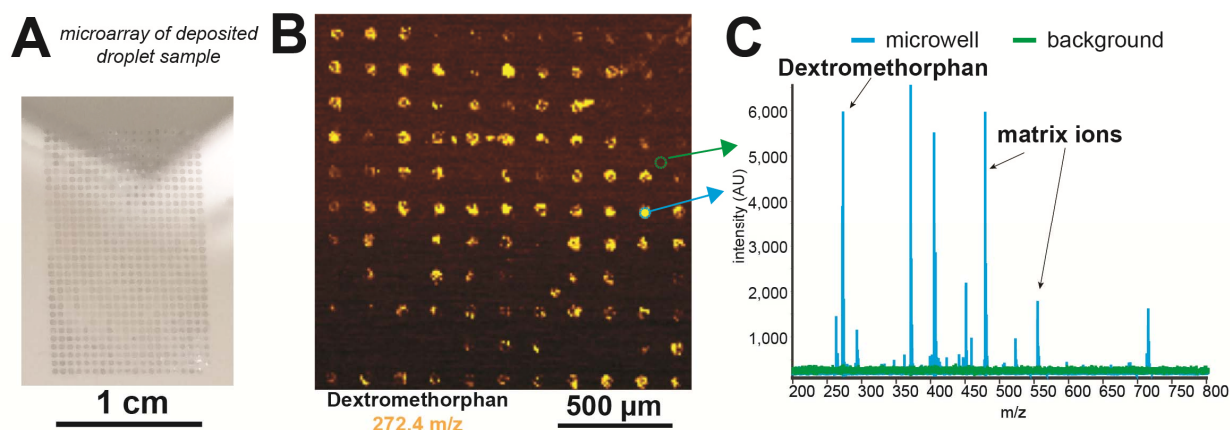 A
microarray of deposited
droplet sample
1 cm
B
Dextromethorphan
272.4 m/z
500 µm
C
microwell
background
Dextromethorphan
matrix ions
intensity (AU)
6,000
5,000
4,000
3,000
2,000
1,000
200 250 300 350 400 450 500 550 600 650 700 750 800
m/z